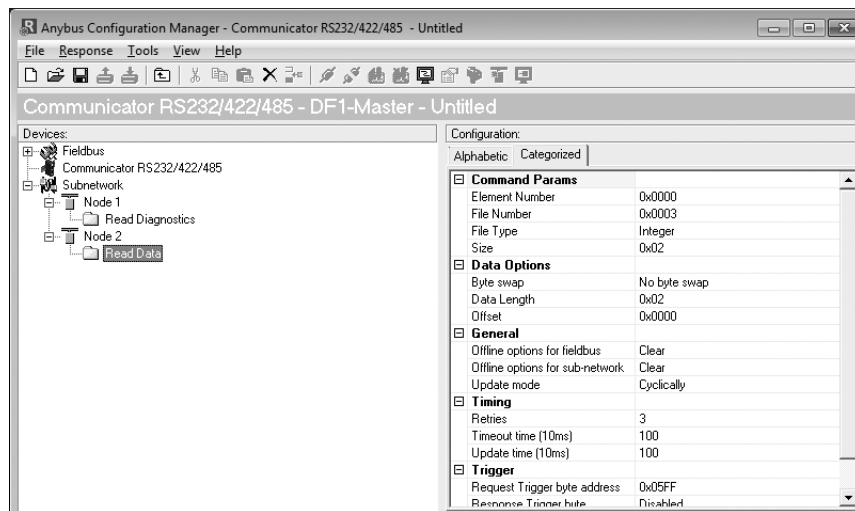 Anybus Configuration Manager - Communicator RS232/422/485 - Untitled
File Response Tools View Help
Communicator RS232/422/485 - DF1-Master - Untitled
Devices:
Fieldbus
Communicator RS232/422/485
Subnetwork
Node 1
Read Diagnostics
Node 2
Read Data
Configuration:
Alphabetic Categorized
Command Params
Element Number 0x0000
File Number 0x0003
File Type Integer
Size 0x02
Data Options
Byte swap No byte swap
Data Length 0x02
Offset 0x0000
General
Offline options for fieldbus Clear
Offline options for sub-network Clear
Update mode Cyclically
Timing
Retries 3
Timeout time (10ms) 100
Update time (10ms) 100
Trigger
Request Trigger byte address 0x05FF
Response Trigger byte Disabled